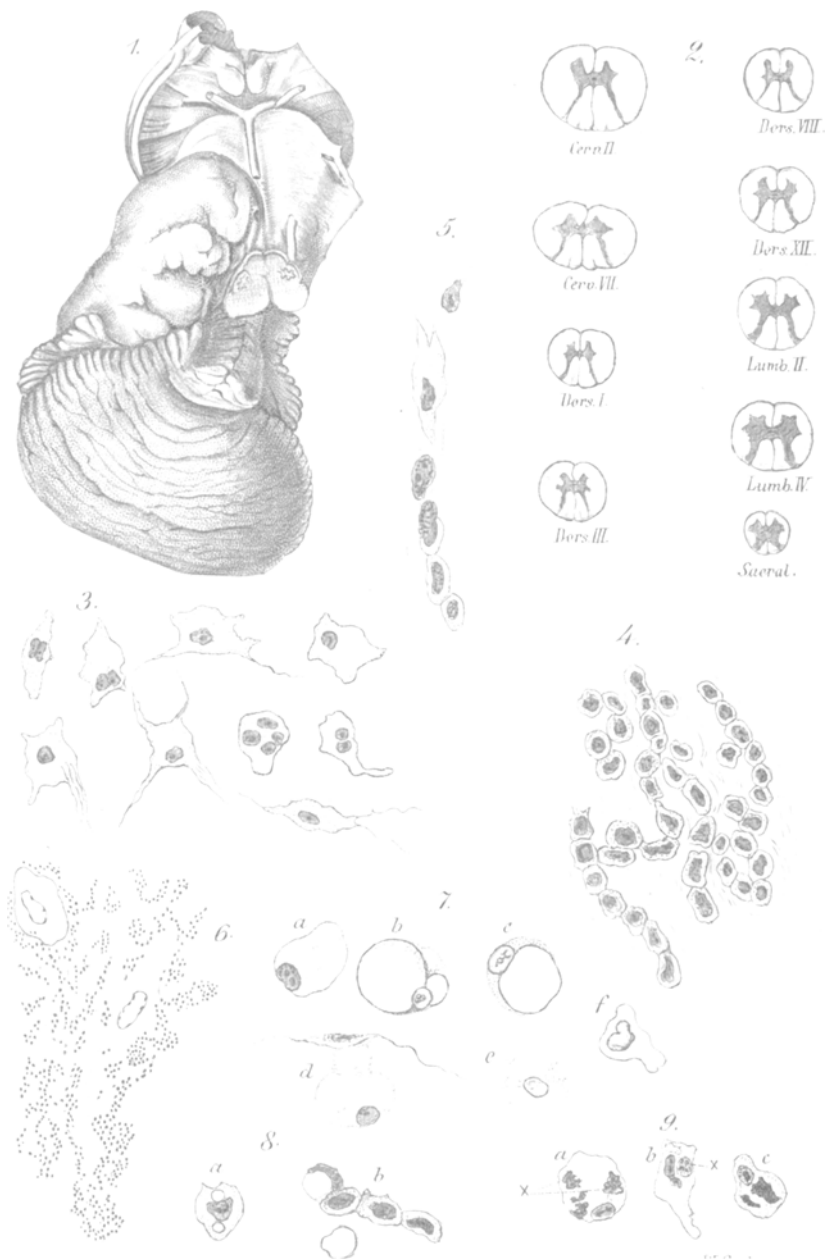 1.
2.
Cerv. II
Dors. VIII.
Cerv. VII.
Dors. XII.
5.
Dors. I
Lumb. II.
Dors. III.
Lumb. IV.
Sacral.
3.
4.
6.
7.
a
b
c
d
e
f
8.
a
b
9.
a
b
c
x
x